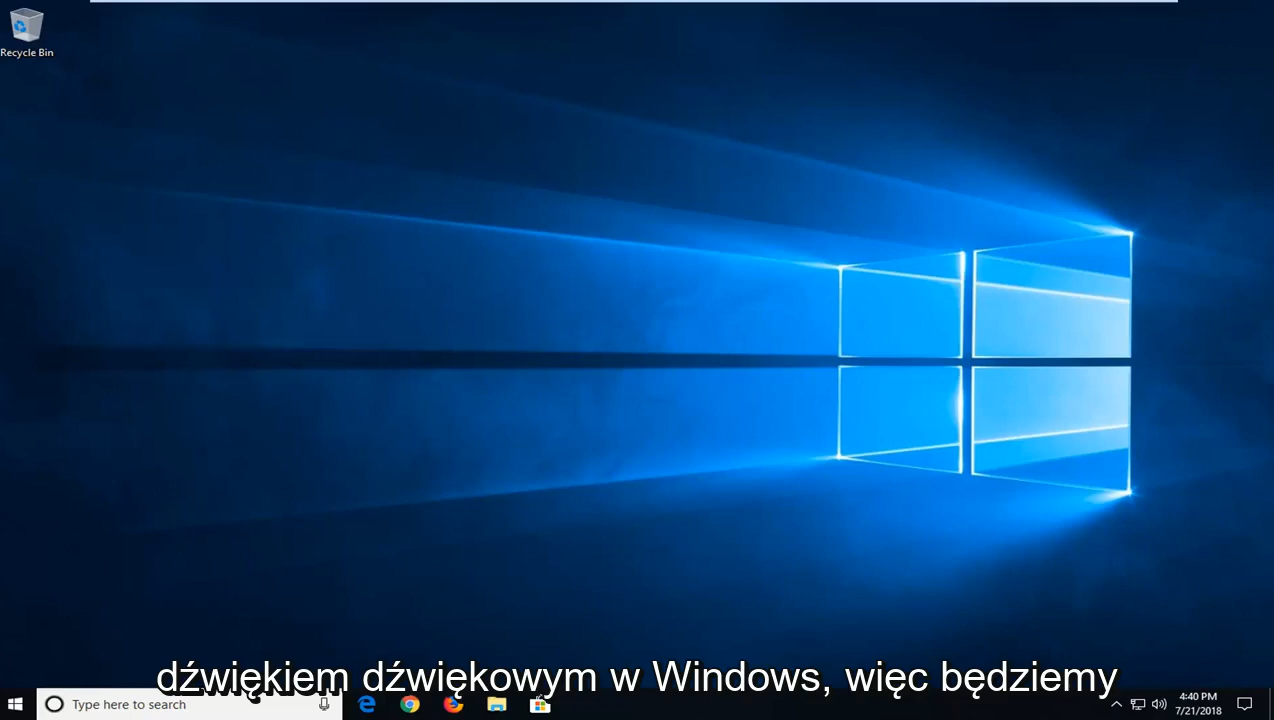 Recycle Bin
dźwiękiem dźwiękowym w Windows, więc będziemy
Type here to search
4:40 PM
7/21/2018